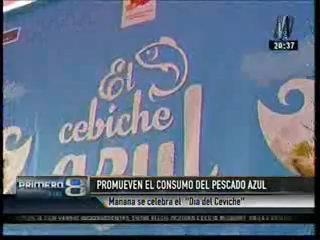 N
20:37
El
cebiche
azul
PRIMERO 8
PROMUEVEN EL CONSUMO DEL PESCADO AZUL
Mañana se celebra el "Día del Ceviche"